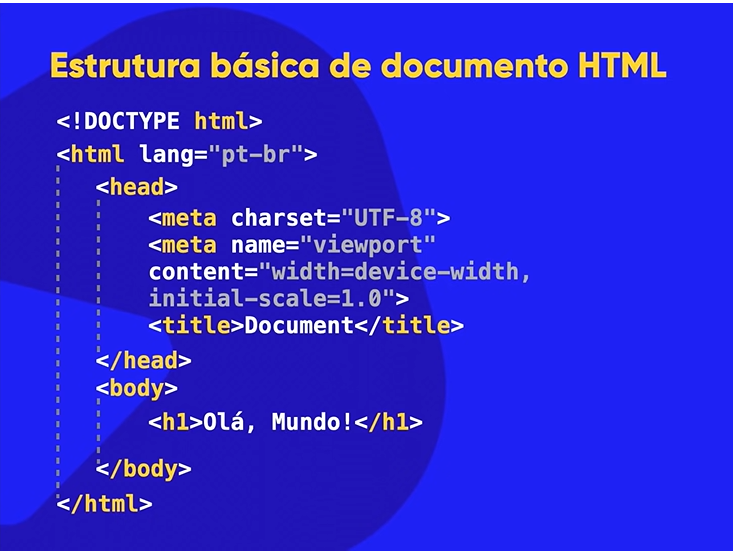 Estrutura básica de documento HTML
<!DOCTYPE html>
<html lang="pt-br">
<head>
<meta charset="UTF-8">
<meta name="viewport"
content="width=device-width,
initial-scale=1.0">
<title>Document</title>
</head>
<body>
<h1>Olá, Mundo!</h1>
</body>
</html>